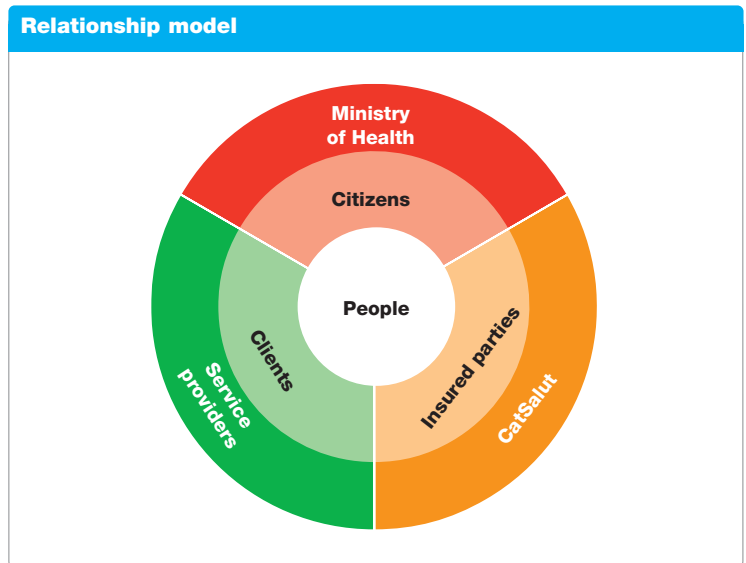 Relationship model
Ministry
of Health
Citizens
People
Clients
Service
providers
Insured parties
CatSalut